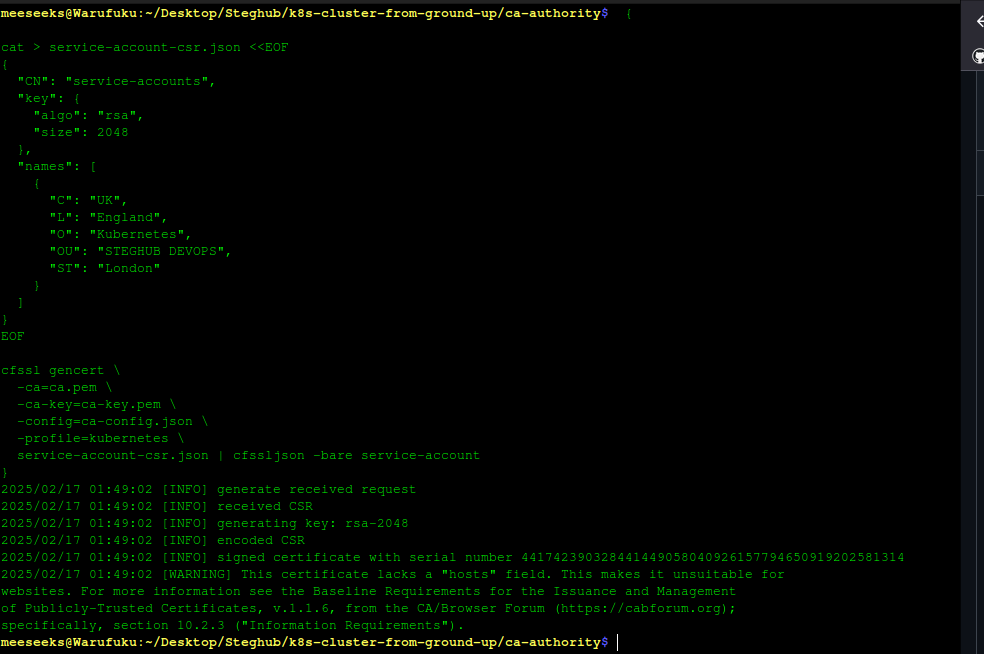 meeseeks@Warufuku:~/Desktop/Steghub/k8s-cluster-from-ground-up/ca-authority$  {

cat > service-account-csr.json <<EOF
{
  "CN": "service-accounts",
  "key": {
    "algo": "rsa",
    "size": 2048
  },
  "names": [
    {
      "C": "UK",
      "L": "England",
      "O": "Kubernetes",
      "OU": "STEGHUB DEVOPS",
      "ST": "London"
    }
  ]
}
EOF

cfssl gencert \
  -ca=ca.pem \
  -ca-key=ca-key.pem \
  -config=ca-config.json \
  -profile=kubernetes \
  service-account-csr.json | cfssljson -bare service-account
}
2025/02/17 01:49:02 [INFO] generate received request
2025/02/17 01:49:02 [INFO] received CSR
2025/02/17 01:49:02 [INFO] generating key: rsa-2048
2025/02/17 01:49:02 [INFO] encoded CSR
2025/02/17 01:49:02 [INFO] signed certificate with serial number 441742390328441449058040926157794650919202581314
2025/02/17 01:49:02 [WARNING] This certificate lacks a "hosts" field. This makes it unsuitable for
websites. For more information see the Baseline Requirements for the Issuance and Management
of Publicly-Trusted Certificates, v.1.1.6, from the CA/Browser Forum (https://cabforum.org);
specifically, section 10.2.3 ("Information Requirements").
meeseeks@Warufuku:~/Desktop/Steghub/k8s-cluster-from-ground-up/ca-authority$